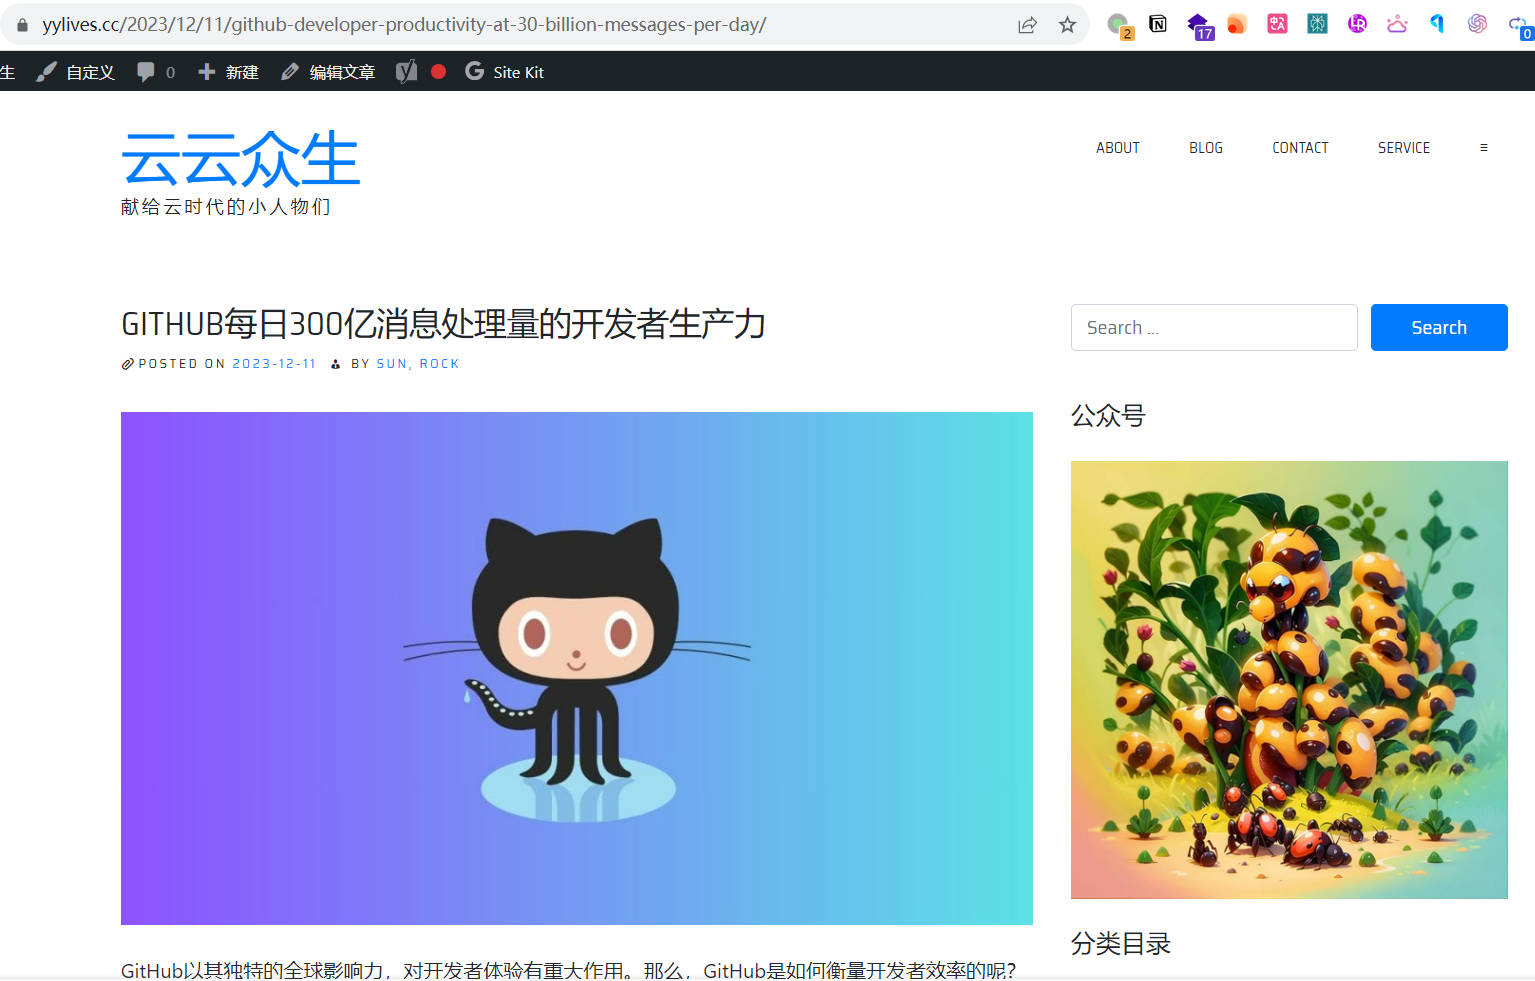 yylives.cc/2023/12/11/github-developer-productivity-at-30-billion-messages-per-day/
2
17
0
生 自定义 0 新建 编辑文章 Site Kit
云云众生
献给云时代的小人物们
ABOUT BLOG CONTACT SERVICE ≡
GITHUB每日300亿消息处理量的开发者生产力
POSTED ON 2023-12-11 BY SUN, ROCK
Search ...
Search
公众号
分类目录
GitHub以其独特的全球影响力，对开发者体验有重大作用。那么，GitHub是如何衡量开发者效率的呢？